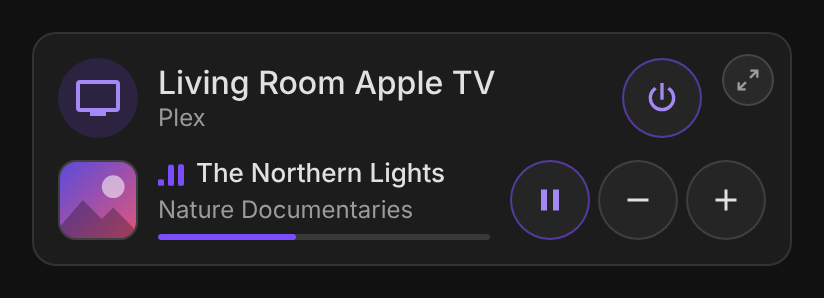 Living Room Apple TV
Plex
The Northern Lights
Nature Documentaries